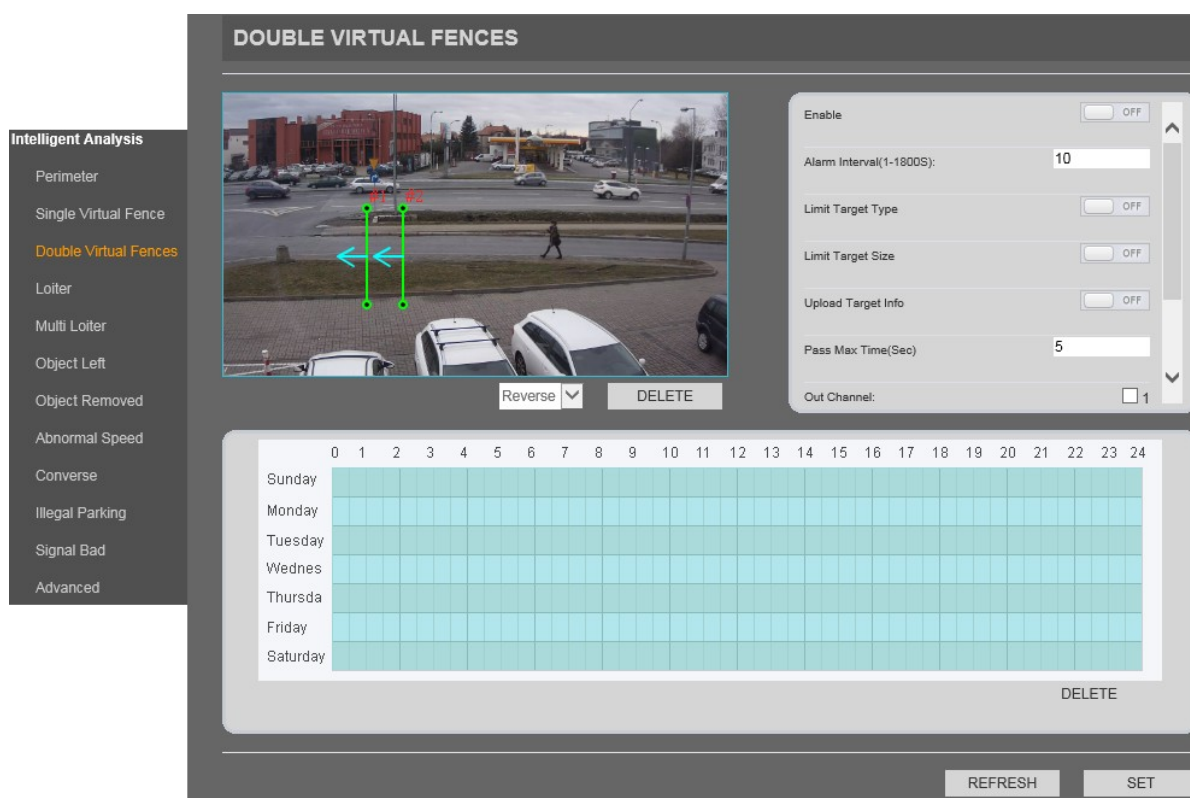 DOUBLE VIRTUAL FENCES
Intelligent Analysis
Perimeter
Single Virtual Fence
Double Virtual Fences
Loiter
Multi Loiter
Object Left
Object Removed
Abnormal Speed
Converse
Illegal Parking
Signal Bad
Advanced
#1 #2
Reverse
DELETE
Enable OFF
Alarm Interval(1-1800S): 10
Limit Target Type OFF
Limit Target Size OFF
Upload Target Info OFF
Pass Max Time(Sec) 5
Out Channel: 1
0 1 2 3 4 5 6 7 8 9 10 11 12 13 14 15 16 17 18 19 20 21 22 23 24
Sunday
Monday
Tuesday
Wednes
Thursda
Friday
Saturday
DELETE
REFRESH SET